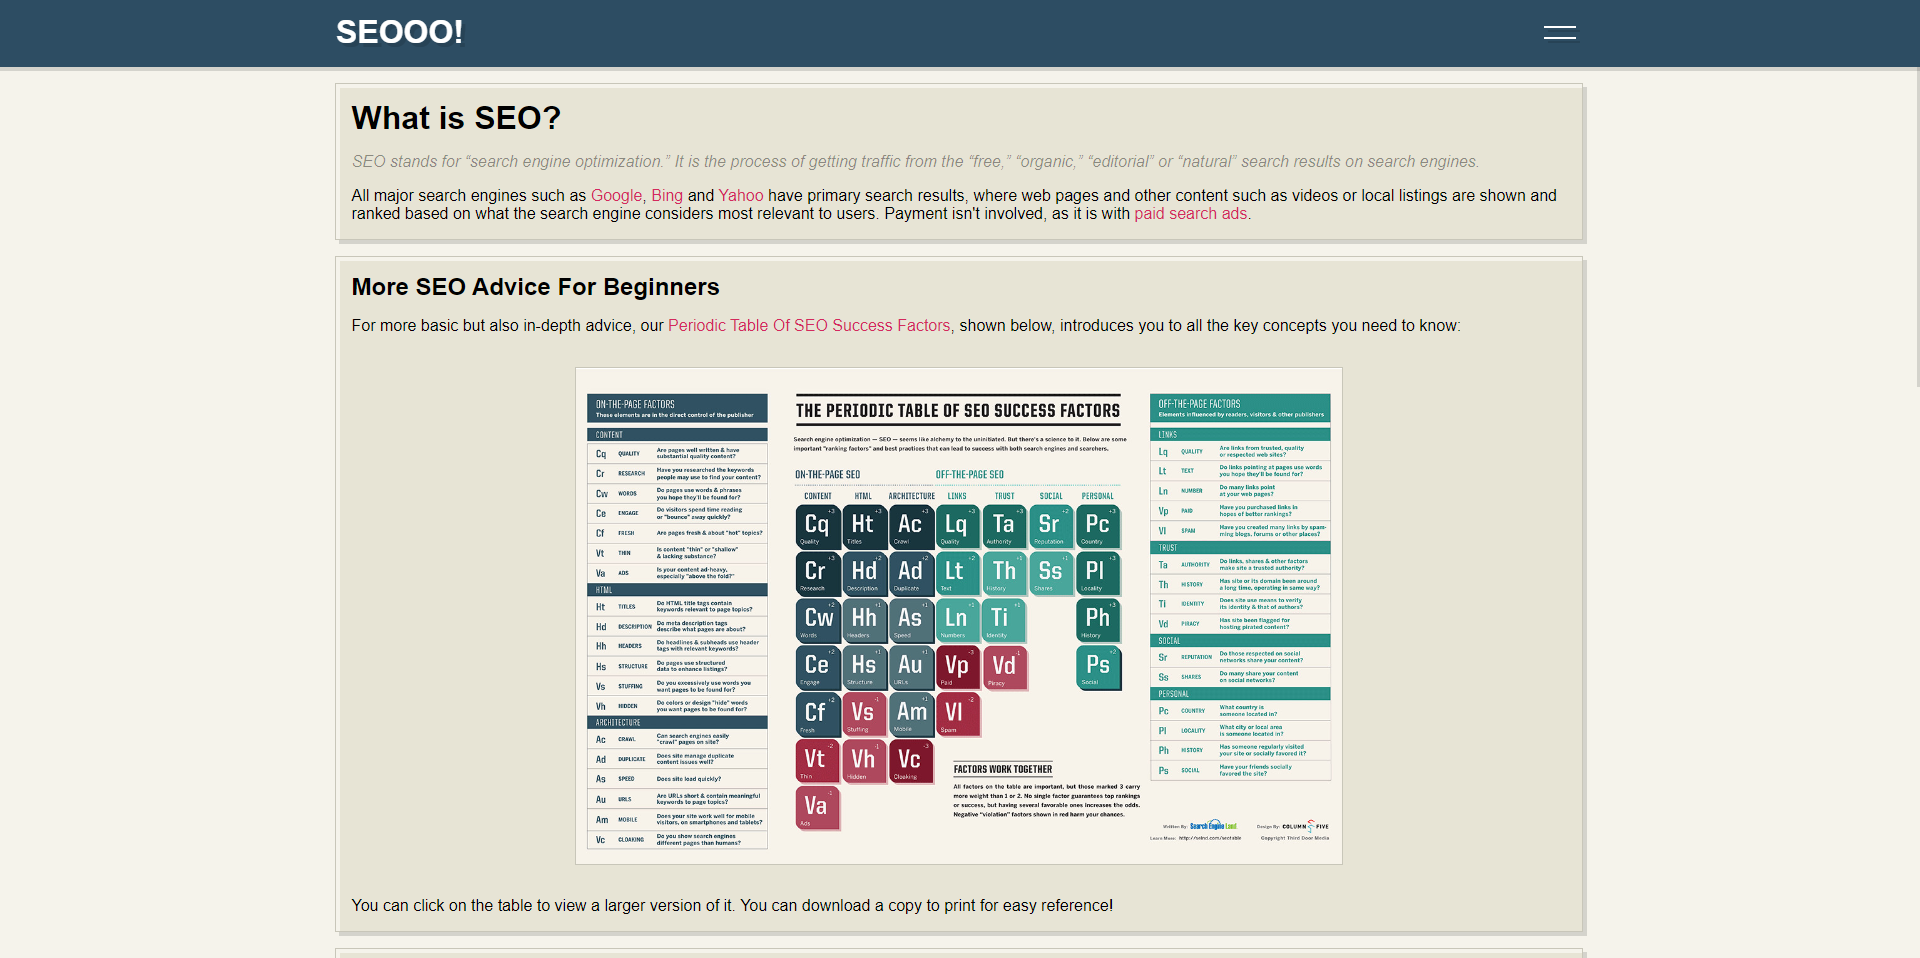 SEOOO!
What is SEO?
SEO stands for “search engine optimization.” It is the process of getting traffic from the “free,” “organic,” “editorial” or “natural” search results on search engines.
All major search engines such as Google, Bing and Yahoo have primary search results, where web pages and other content such as videos or local listings are shown and
ranked based on what the search engine considers most relevant to users. Payment isn't involved, as it is with paid search ads.
More SEO Advice For Beginners
For more basic but also in-depth advice, our Periodic Table Of SEO Success Factors, shown below, introduces you to all the key concepts you need to know:
ON-THE-PAGE FACTORS
These elements are in the direct control of the publisher
CONTENT
Cq QUALITY Are pages well written & have
substantial quality content?
Cr RESEARCH Have you researched the keywords
people may use to find your content?
Cw WORDS Do pages use words & phrases
you hope they'll be found for?
Ce ENGAGE Do visitors spend time reading
or "bounce" away quickly?
Cf FRESH Are pages fresh & about "hot" topics?
Vt THIN Is content "thin" or "shallow"
& lacking substance?
Va ADS Is your content ad-heavy,
especially "above the fold?"
HTML
Ht TITLES Do HTML title tags contain
keywords relevant to page topics?
Hd DESCRIPTION Do meta description tags
describe what pages are about?
Hh HEADERS Do headlines & subheads use header
tags with relevant keywords?
Hs STRUCTURE Do pages use structured
data to enhance listings?
Vs STUFFING Do you excessively use words you
want pages to be found for?
Vh HIDDEN Do colors or design "hide" words
you want pages to be found for?
ARCHITECTURE
Ac CRAWL Can search engines easily
"crawl" pages on site?
Ad DUPLICATE Does site manage duplicate
content issues well?
As SPEED Does site load quickly?
Au URLS Are URLs short & contain meaningful
keywords to page topics?
Am MOBILE Does your site work well for mobile
visitors, on smartphones and tablets?
Vc CLOAKING Do you show search engines
different pages than humans?
THE PERIODIC TABLE OF SEO SUCCESS FACTORS
Search engine optimization — SEO — seems like alchemy to the uninitiated. But there's a science to it. Below are some
important "ranking factors" and best practices that can lead to success with both search engines and searchers.
ON-THE-PAGE SEO OFF-THE-PAGE SEO
CONTENT HTML ARCHITECTURE LINKS TRUST SOCIAL PERSONAL
+3 +3 +3 +3 +3 +2 +3
Cq Ht Ac Lq Ta Sr Pc
Quality Titles Crawl Quality Authority Reputation Country
+3 +2 +2 +2 +1 +1 +3
Cr Hd Ad Lt Th Ss Pl
Research Description Duplicate Text History Shares Locality
+2 +1 +1 +1 +1 +3
Cw Hh As Ln Ti Ph
Words Headers Speed Numbers Identity History
+2 +1 +1 -3 -1 +2
Ce Hs Au Vp Vd Ps
Engage Structure URLs Paid Piracy Social
+2 -1 +1 -2
Cf Vs Am Vl
Fresh Stuffing Mobile Spam
-2 -1 -3
Vt Vh Vc
Thin Hidden Cloaking
-1
Va
Ads
FACTORS WORK TOGETHER
All factors on the table are important, but those marked 3 carry
more weight than 1 or 2. No single factor guarantees top rankings
or success, but having several favorable ones increases the odds.
Negative "violation" factors shown in red harm your chances.
OFF-THE-PAGE FACTORS
Elements influenced by readers, visitors & other publishers
LINKS
Lq QUALITY Are links from trusted, quality
or respected web sites?
Lt TEXT Do links pointing at pages use words
you hope they'll be found for?
Ln NUMBER Do many links point
at your web pages?
Vp PAID Have you purchased links in
hopes of better rankings?
Vl SPAM Have you created many links by spam-
ming blogs, forums or other places?
TRUST
Ta AUTHORITY Do links, shares & other factors
make site a trusted authority?
Th HISTORY Has site or its domain been around
a long time, operating in same way?
Ti IDENTITY Does site use means to verify
its identity & that of authors?
Vd PIRACY Has site been flagged for
hosting pirated content?
SOCIAL
Sr REPUTATION Do those respected on social
networks share your content?
Ss SHARES Do many share your content
on social networks?
PERSONAL
Pc COUNTRY What country is
someone located in?
Pl LOCALITY What city or local area
is someone located in?
Ph HISTORY Has someone regularly visited
your site or socially favored it?
Ps SOCIAL Have your friends socially
favored the site?
Written By: Search Engine Land Design By: COLUMN FIVE
Learn More: http://selnd.com/seotable Copyright Third Door Media
You can click on the table to view a larger version of it. You can download a copy to print for easy reference!